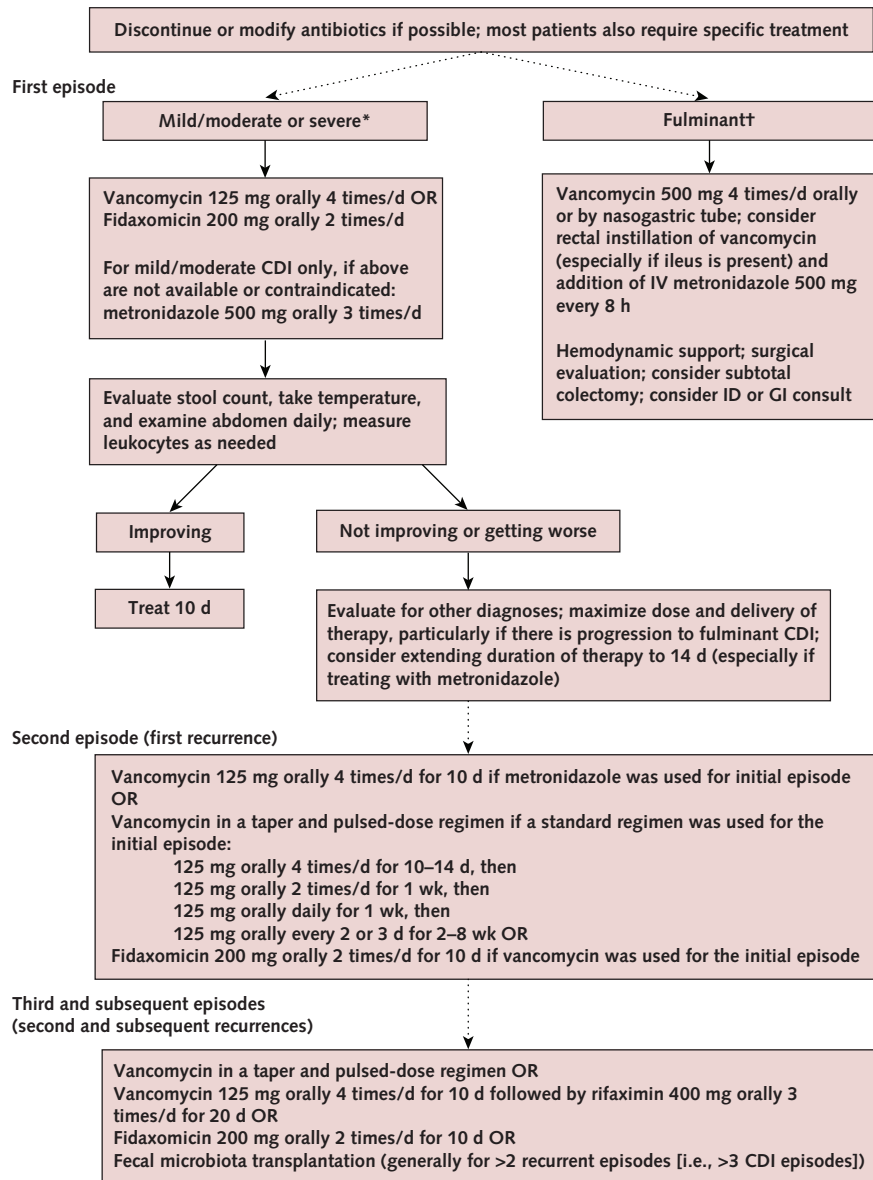 Discontinue or modify antibiotics if possible; most patients also require specific treatment
First episode
Mild/moderate or severe*
Fulminant†
Vancomycin 125 mg orally 4 times/d OR
Fidaxomicin 200 mg orally 2 times/d
For mild/moderate CDI only, if above
are not available or contraindicated:
metronidazole 500 mg orally 3 times/d
Vancomycin 500 mg 4 times/d orally
or by nasogastric tube; consider
rectal instillation of vancomycin
(especially if ileus is present) and
addition of IV metronidazole 500 mg
every 8 h
Hemodynamic support; surgical
evaluation; consider subtotal
colectomy; consider ID or GI consult
Evaluate stool count, take temperature,
and examine abdomen daily; measure
leukocytes as needed
Improving
Not improving or getting worse
Treat 10 d
Evaluate for other diagnoses; maximize dose and delivery of
therapy, particularly if there is progression to fulminant CDI;
consider extending duration of therapy to 14 d (especially if
treating with metronidazole)
Second episode (first recurrence)
Vancomycin 125 mg orally 4 times/d for 10 d if metronidazole was used for initial episode
OR
Vancomycin in a taper and pulsed-dose regimen if a standard regimen was used for the
initial episode:
125 mg orally 4 times/d for 10–14 d, then
125 mg orally 2 times/d for 1 wk, then
125 mg orally daily for 1 wk, then
125 mg orally every 2 or 3 d for 2–8 wk OR
Fidaxomicin 200 mg orally 2 times/d for 10 d if vancomycin was used for the initial episode
Third and subsequent episodes
(second and subsequent recurrences)
Vancomycin in a taper and pulsed-dose regimen OR
Vancomycin 125 mg orally 4 times/d for 10 d followed by rifaximin 400 mg orally 3
times/d for 20 d OR
Fidaxomicin 200 mg orally 2 times/d for 10 d OR
Fecal microbiota transplantation (generally for >2 recurrent episodes [i.e., >3 CDI episodes])